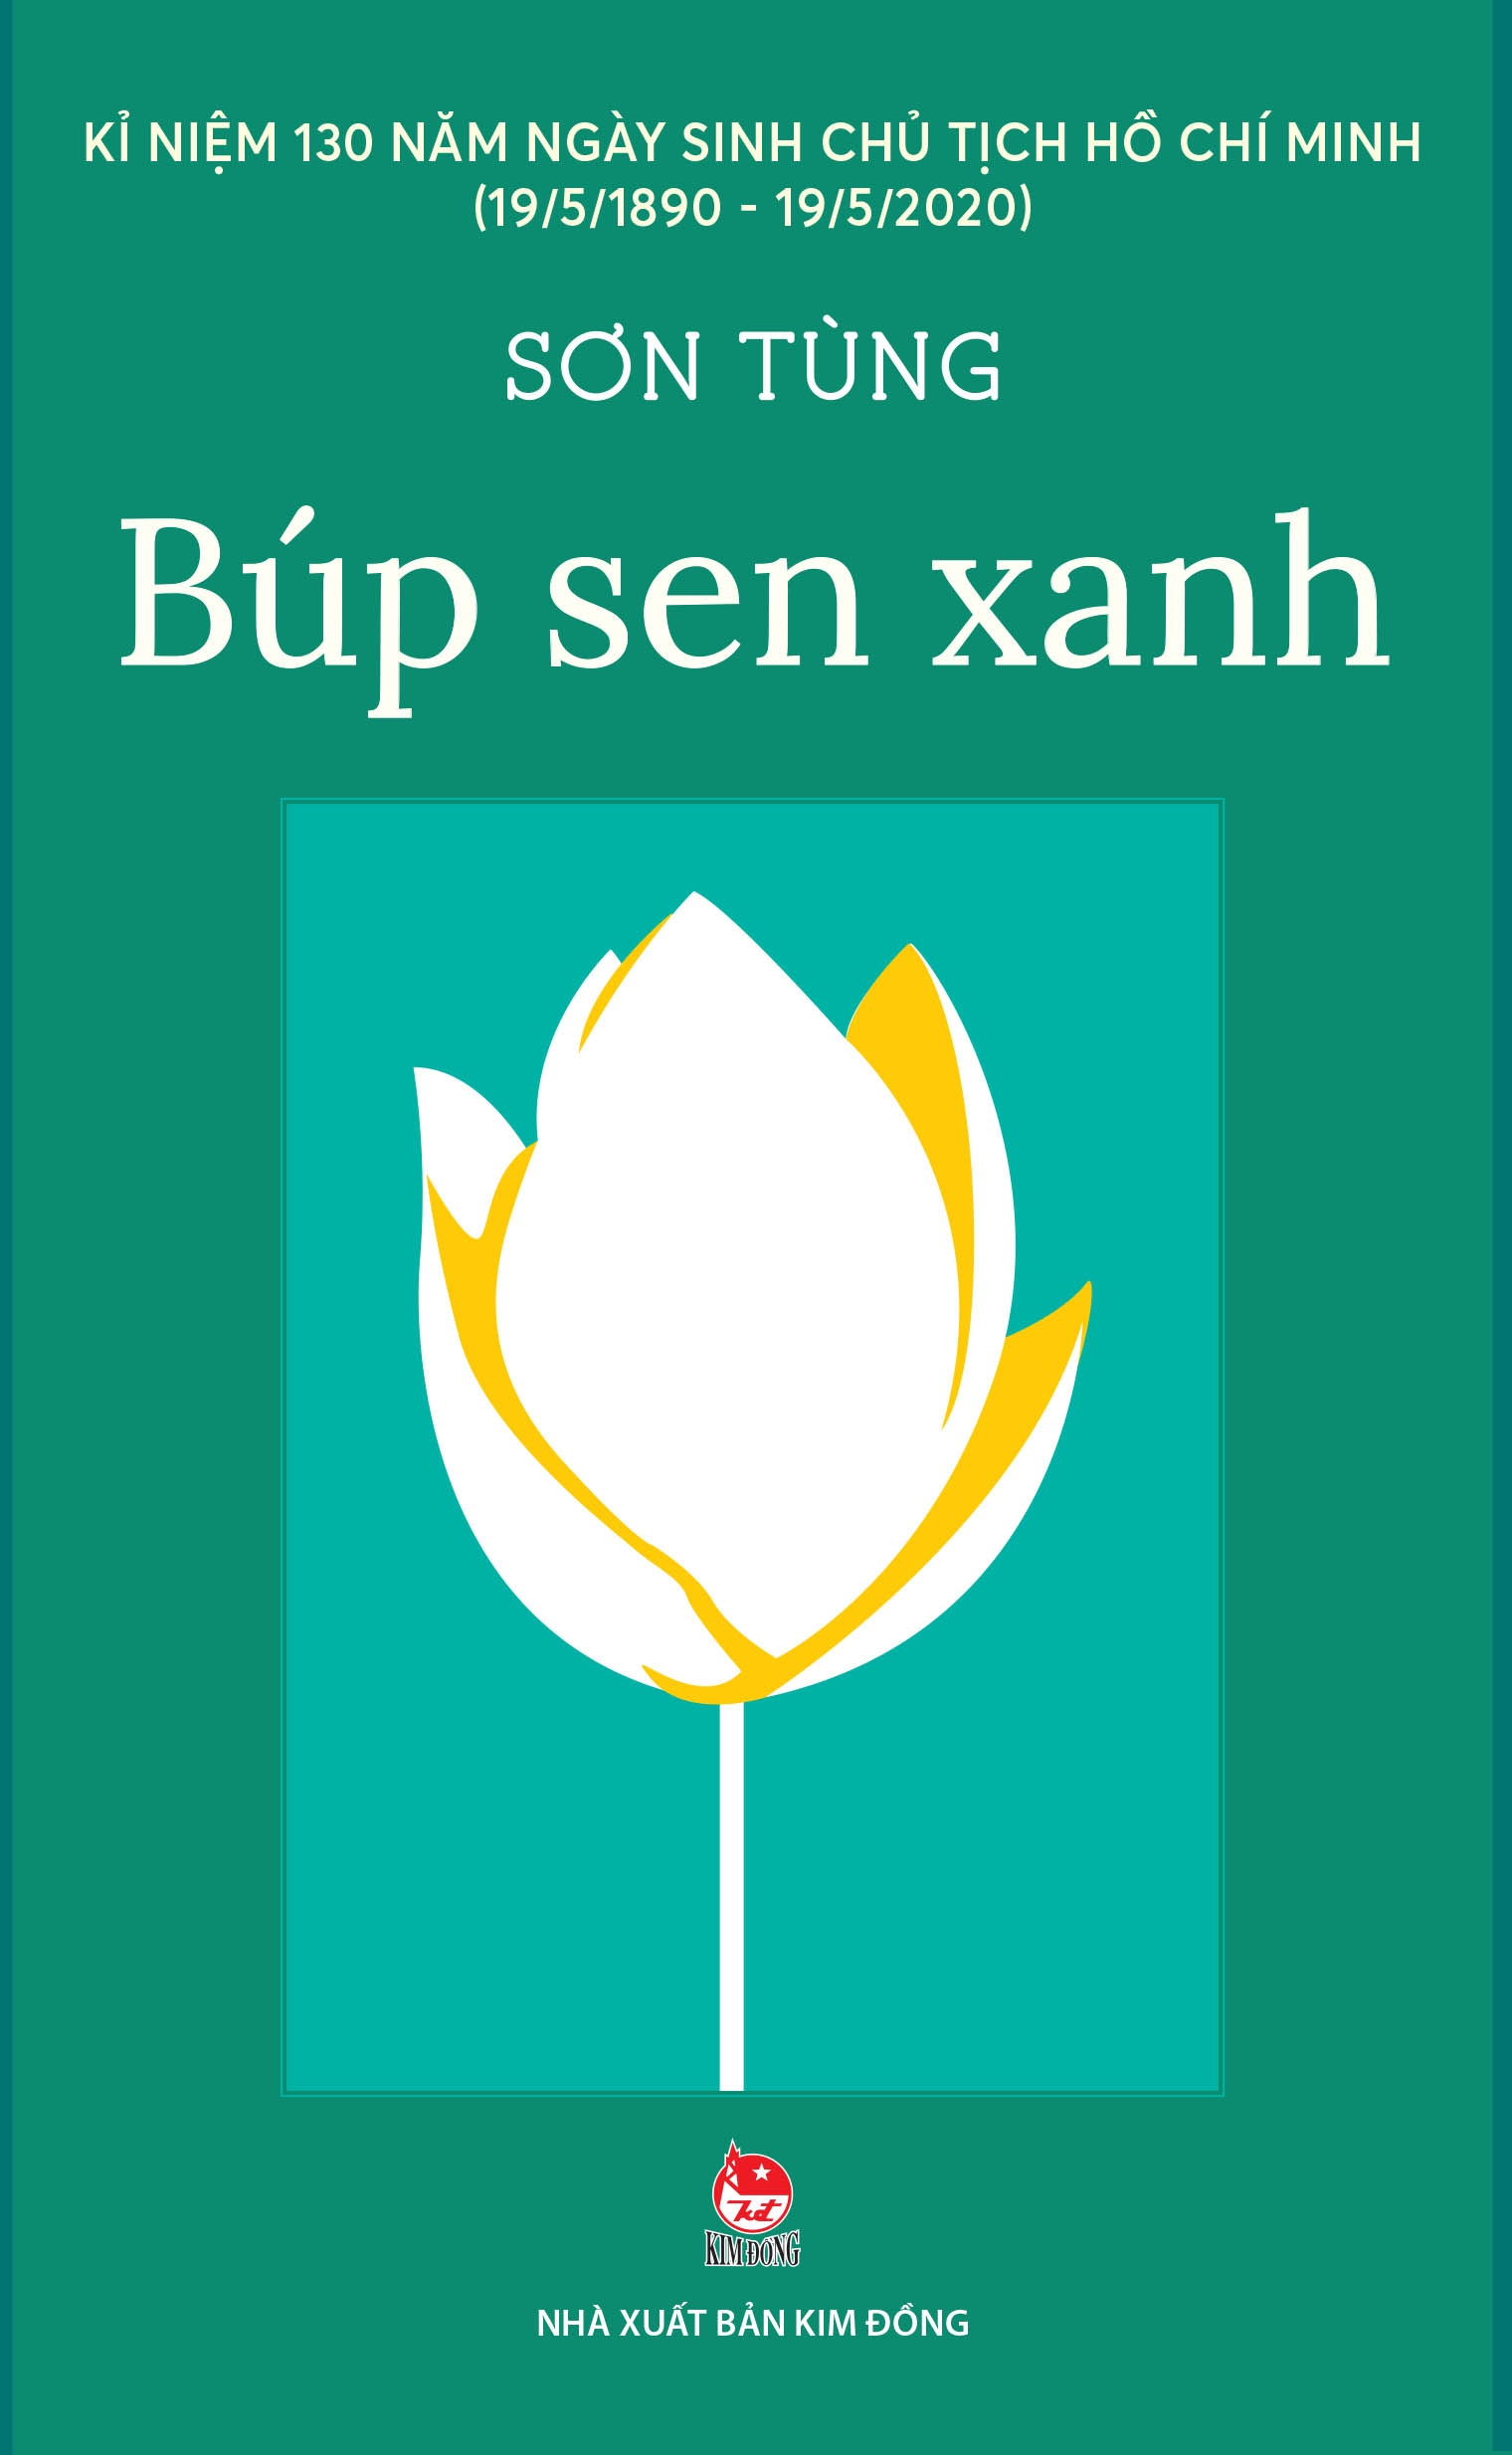 KỈ NIỆM 130 NĂM NGÀY SINH CHỦ TỊCH HỒ CHÍ MINH
(19/5/1890 - 19/5/2020)
SƠN TÙNG
Búp sen xanh
Kđ
KIM ĐỒNG
NHÀ XUẤT BẢN KIM ĐỒNG